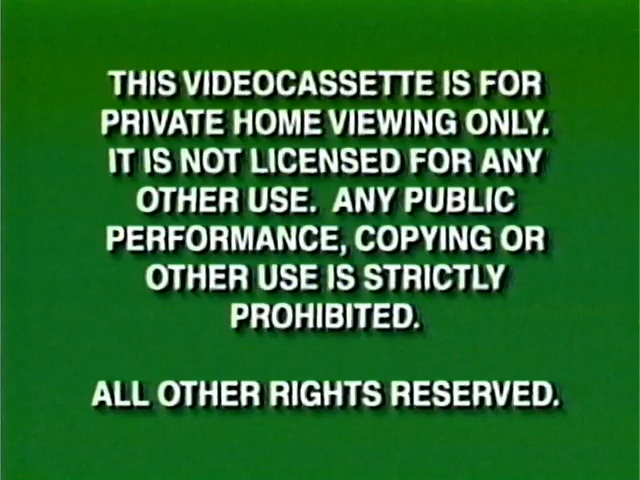 THIS VIDEOCASSETTE IS FOR
PRIVATE HOME VIEWING ONLY.
IT IS NOT LICENSED FOR ANY
OTHER USE.  ANY PUBLIC
PERFORMANCE, COPYING OR
OTHER USE IS STRICTLY
PROHIBITED.
ALL OTHER RIGHTS RESERVED.